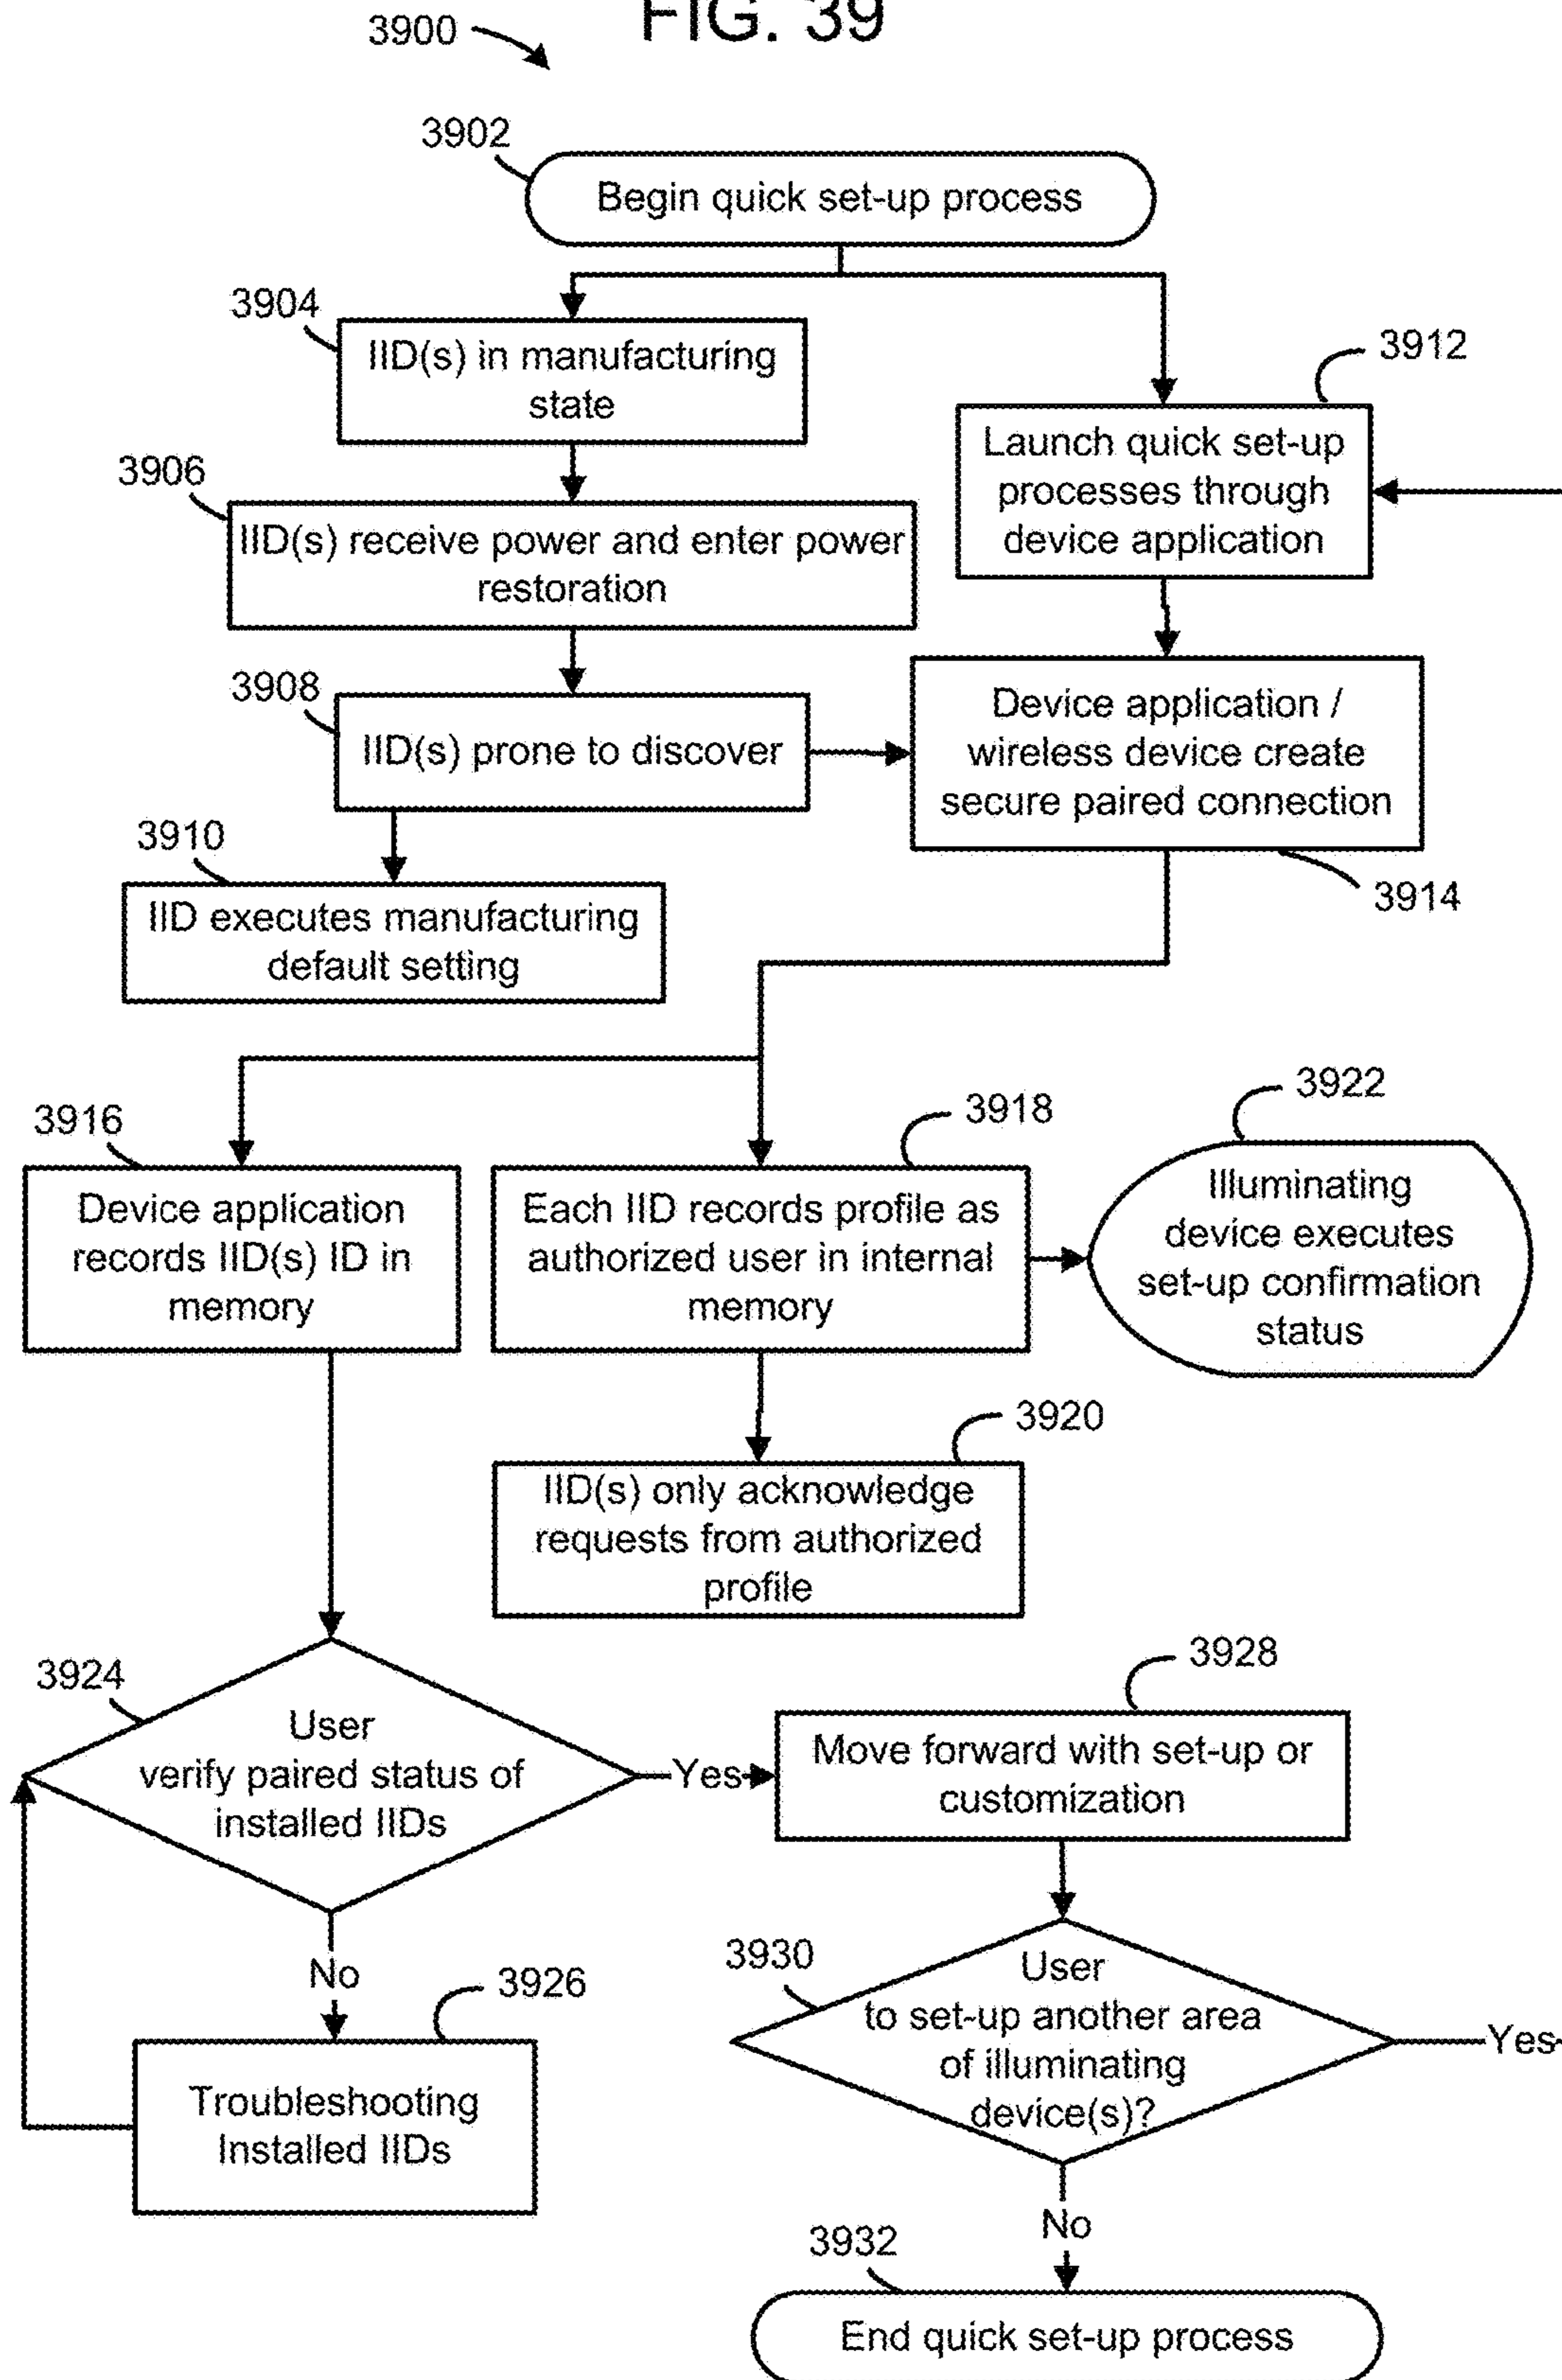 FIG. 39
3900
3902
Begin quick set-up process
3904
IID(s) in manufacturing
state
3912
Launch quick set-up
processes through
device application
3906
IID(s) receive power and enter power
restoration
3908
IID(s) prone to discover
Device application /
wireless device create
secure paired connection
3914
3910
IID executes manufacturing
default setting
3916
Device application
records IID(s) ID in
memory
3918
Each IID records profile as
authorized user in internal
memory
3922
Illuminating
device executes
set-up confirmation
status
3920
IID(s) only acknowledge
requests from authorized
profile
3924
User
verify paired status of
installed IIDs
Yes
3928
Move forward with set-up or
customization
No
3926
Troubleshooting
Installed IIDs
3930
User
to set-up another area
of illuminating
device(s)?
Yes
No
3932
End quick set-up process